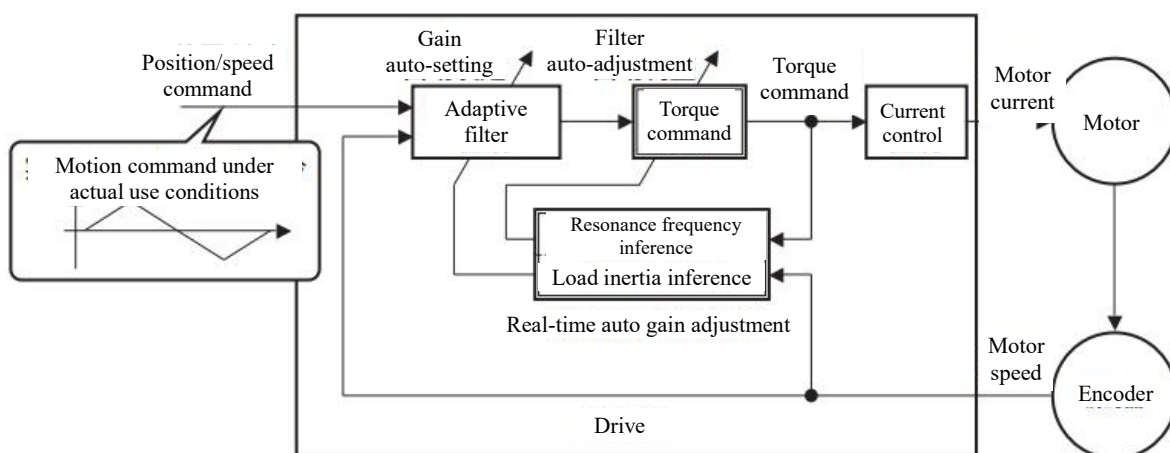 Gain
auto-setting
Filter
auto-adjustment
Position/speed
command
Torque
command
Motor
current
Adaptive
filter
Torque
command
Current
control
Motor
Motion command under
actual use conditions
Resonance frequency
inference
Load inertia inference
Real-time auto gain adjustment
Motor
speed
Encoder
Drive